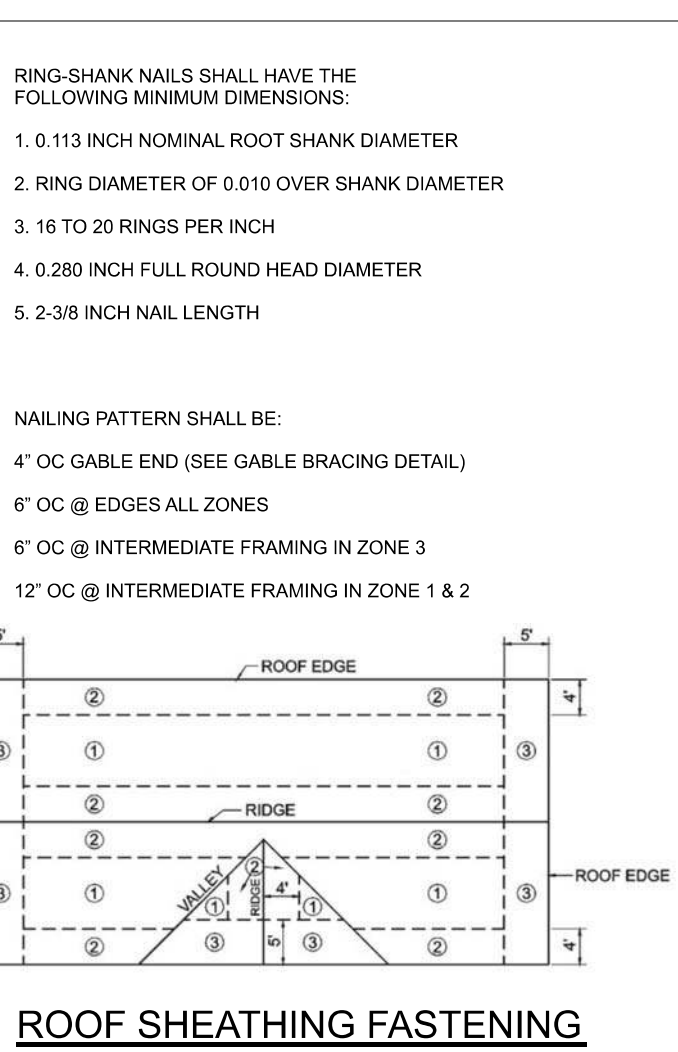 RING-SHANK NAILS SHALL HAVE THE
FOLLOWING MINIMUM DIMENSIONS:
1. 0.113 INCH NOMINAL ROOT SHANK DIAMETER
2. RING DIAMETER OF 0.010 OVER SHANK DIAMETER
3. 16 TO 20 RINGS PER INCH
4. 0.280 INCH FULL ROUND HEAD DIAMETER
5. 2-3/8 INCH NAIL LENGTH
NAILING PATTERN SHALL BE:
4” OC GABLE END (SEE GABLE BRACING DETAIL)
6” OC @ EDGES ALL ZONES
6” OC @ INTERMEDIATE FRAMING IN ZONE 3
12” OC @ INTERMEDIATE FRAMING IN ZONE 1 & 2
5'
ROOF EDGE
2 2 4'
3 1 1 3
2 2
RIDGE
2 2
2
VALLEY
RIDGE
4'
ROOF EDGE
3 1 1 1 1 3
2 3 5' 3 2 4'
ROOF SHEATHING FASTENING